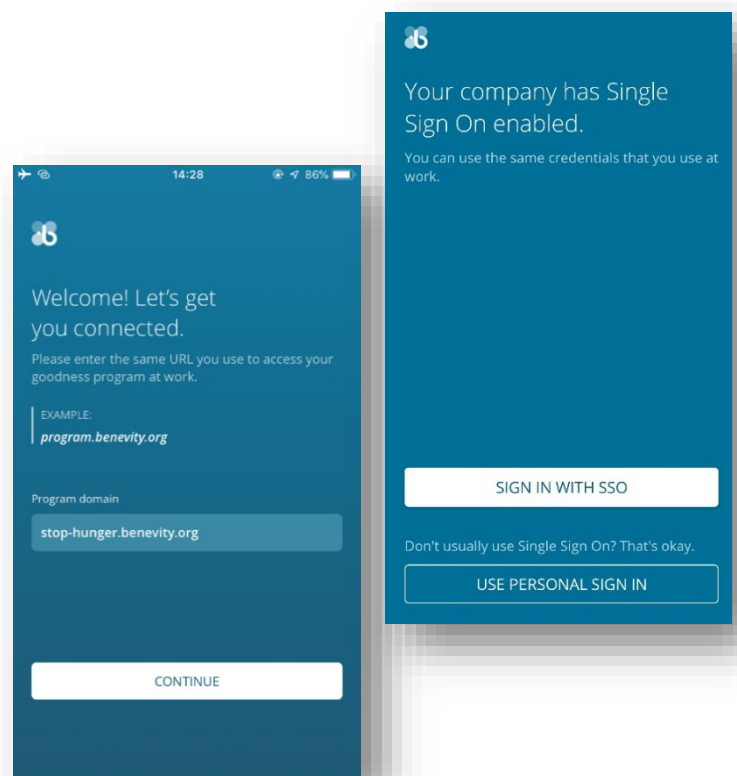 14:28
86%
Welcome! Let's get
you connected.
Please enter the same URL you use to access your
goodness program at work.
EXAMPLE:
program.benevity.org
Program domain
stop-hunger.benevity.org
CONTINUE
b
Your company has Single
Sign On enabled.
You can use the same credentials that you use at
work.
SIGN IN WITH SSO
Don't usually use Single Sign On? That's okay.
USE PERSONAL SIGN IN